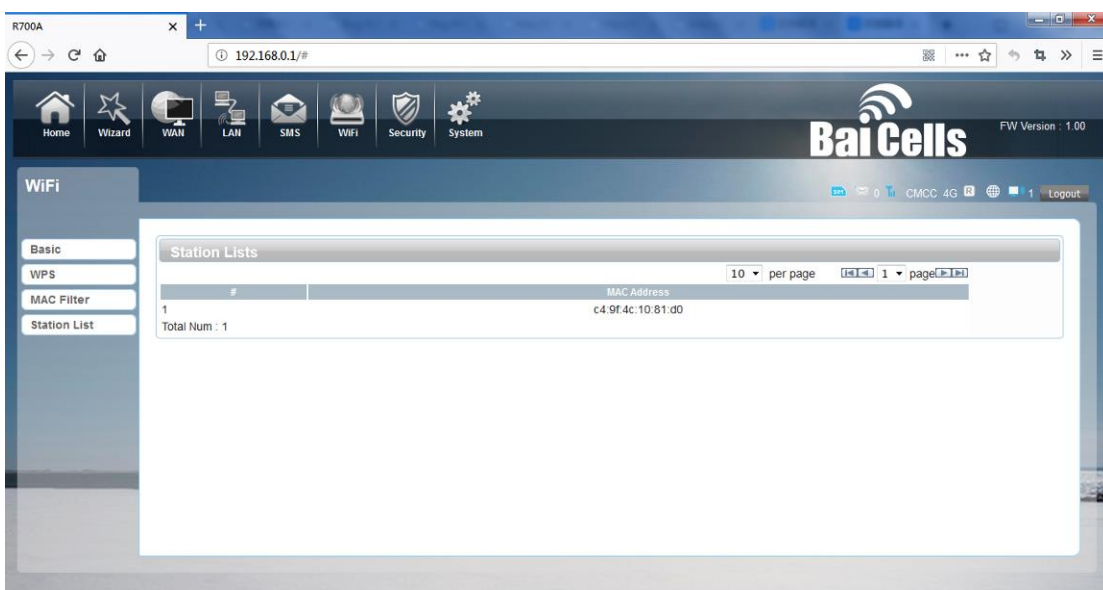 R700A
192.168.0.1/#
Home Wizard WAN LAN SMS WiFi Security System
BaiCells
FW Version : 1.00
WiFi
SIM 0 CMCC 4G R 1 Logout
Basic
WPS
MAC Filter
Station List
Station Lists
10 per page 1 page
# MAC Address
1 c4:9f:4c:10:81:d0
Total Num : 1